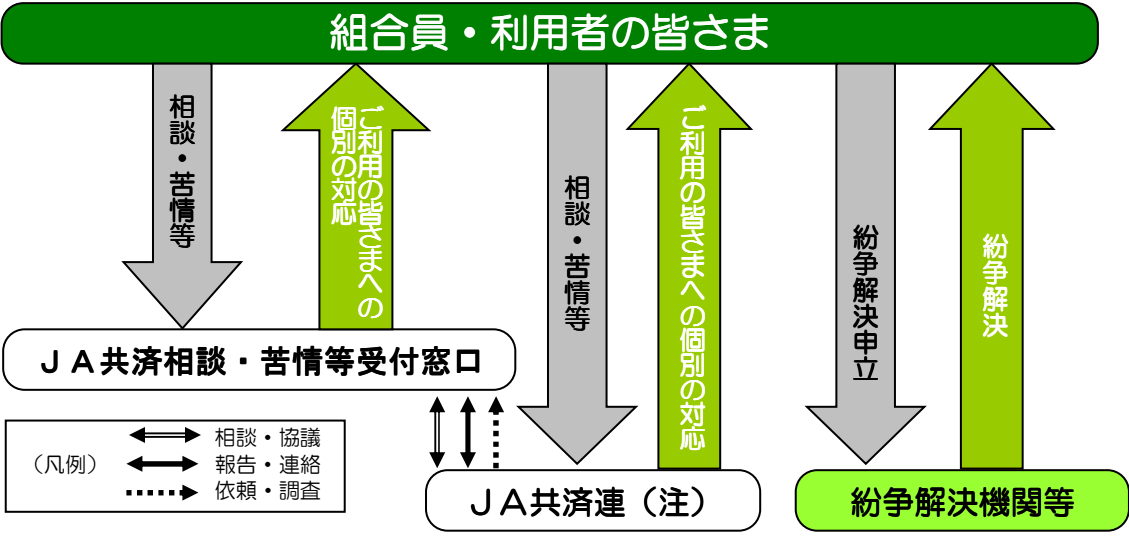 組合員・利用者の皆さま
相談・苦情等
ご利用の皆さまへの
個別の対応
相談・苦情等
ご利用の皆さまへの個別の対応
紛争解決申立
紛争解決
ＪＡ共済相談・苦情等受付窓口
（凡例）
相談・協議
報告・連絡
依頼・調査
ＪＡ共済連（注）
紛争解決機関等